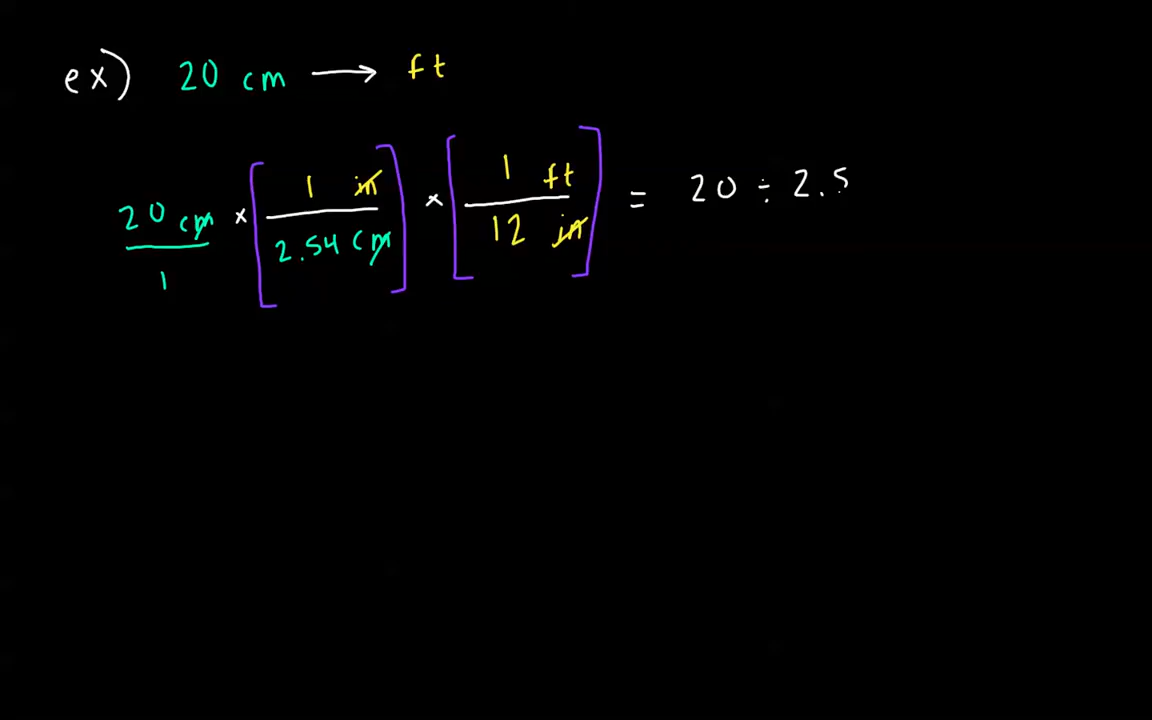 ex) 20 cm → ft
20 cm / 1 × [ 1 in / 2.54 cm ] × [ 1 ft / 12 in ] = 20 ÷ 2.5